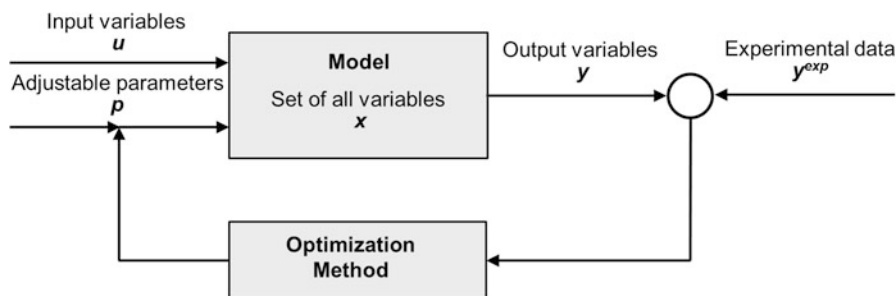 Input variables
u
Adjustable parameters
p
Model
Set of all variables
x
Output variables
y
Experimental data
y^exp
Optimization
Method